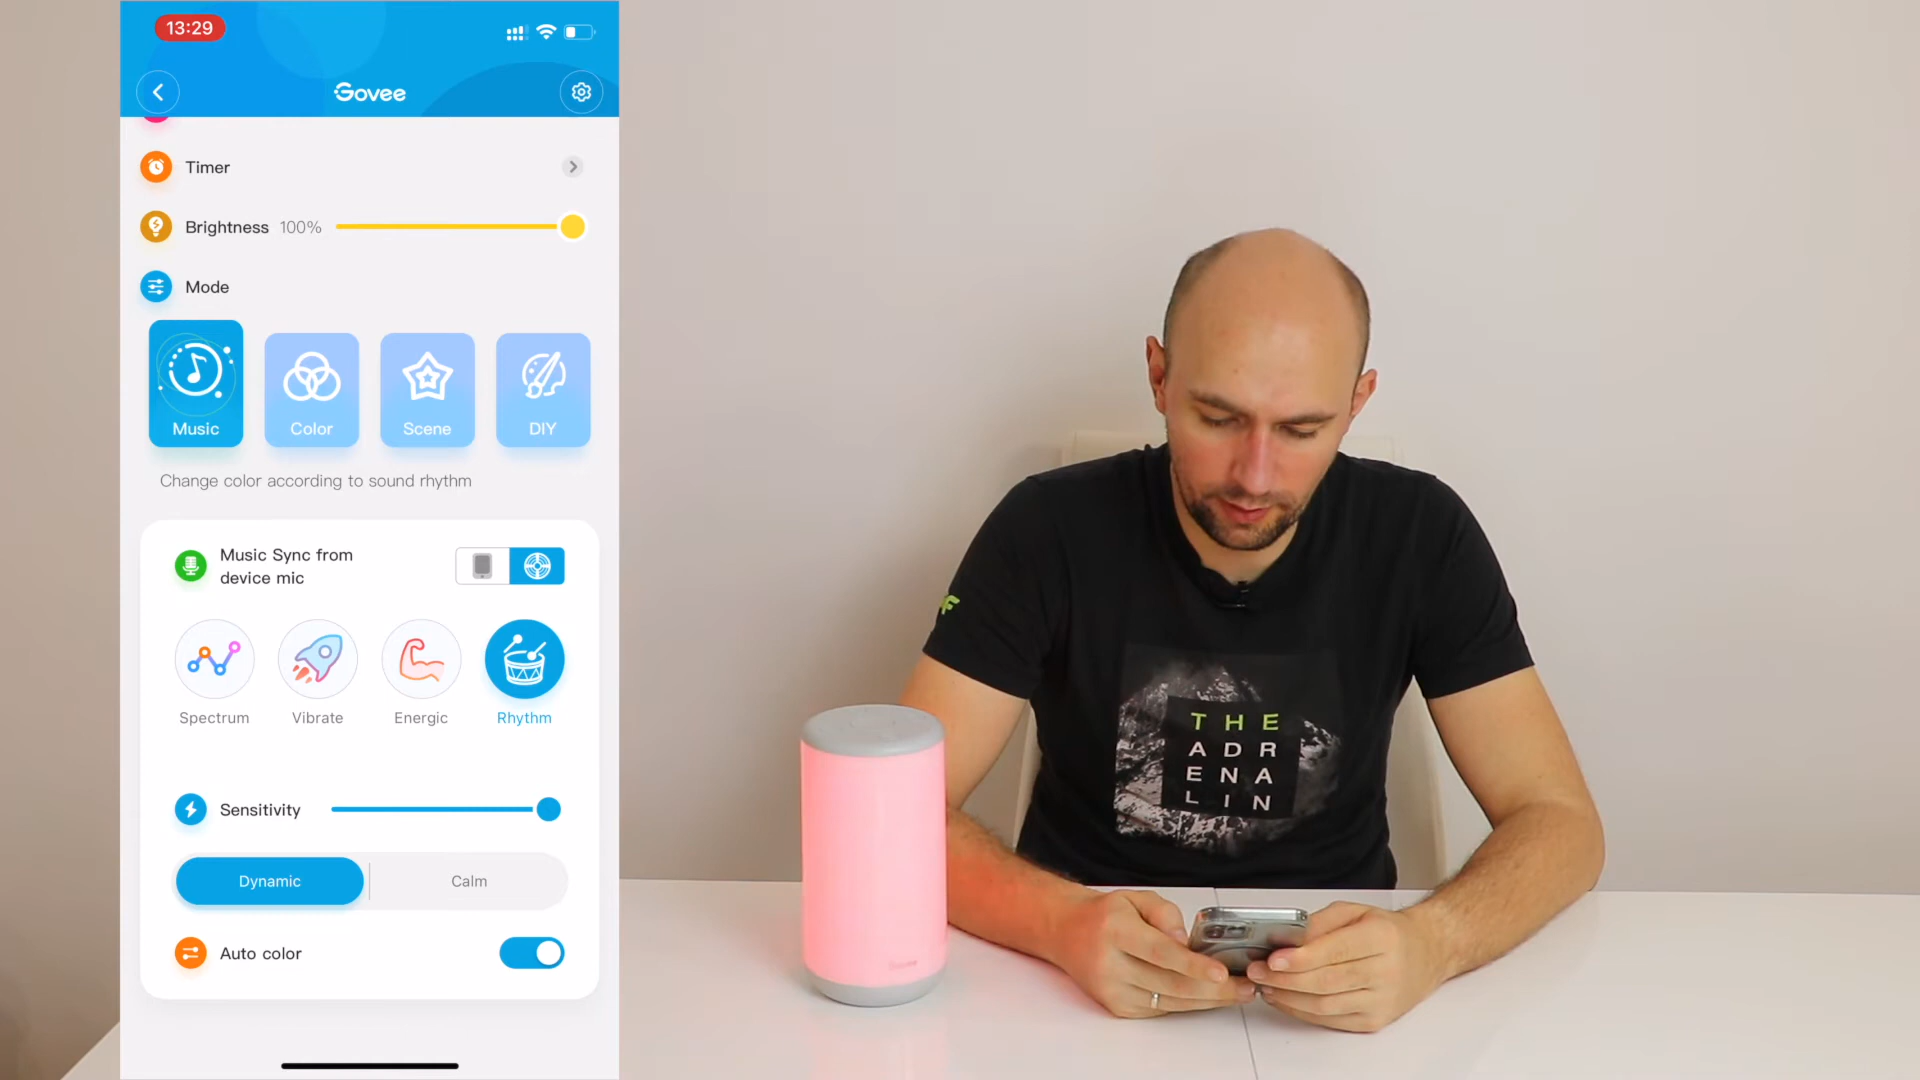 13:29
Govee
Timer
Brightness 100%
Mode
Music
Color
Scene
DIY
Change color according to sound rhythm
Music Sync from
device mic
Spectrum
Vibrate
Energic
Rhythm
Sensitivity
Dynamic
Calm
Auto color
THE
ADR
ENA
LIN
Govee